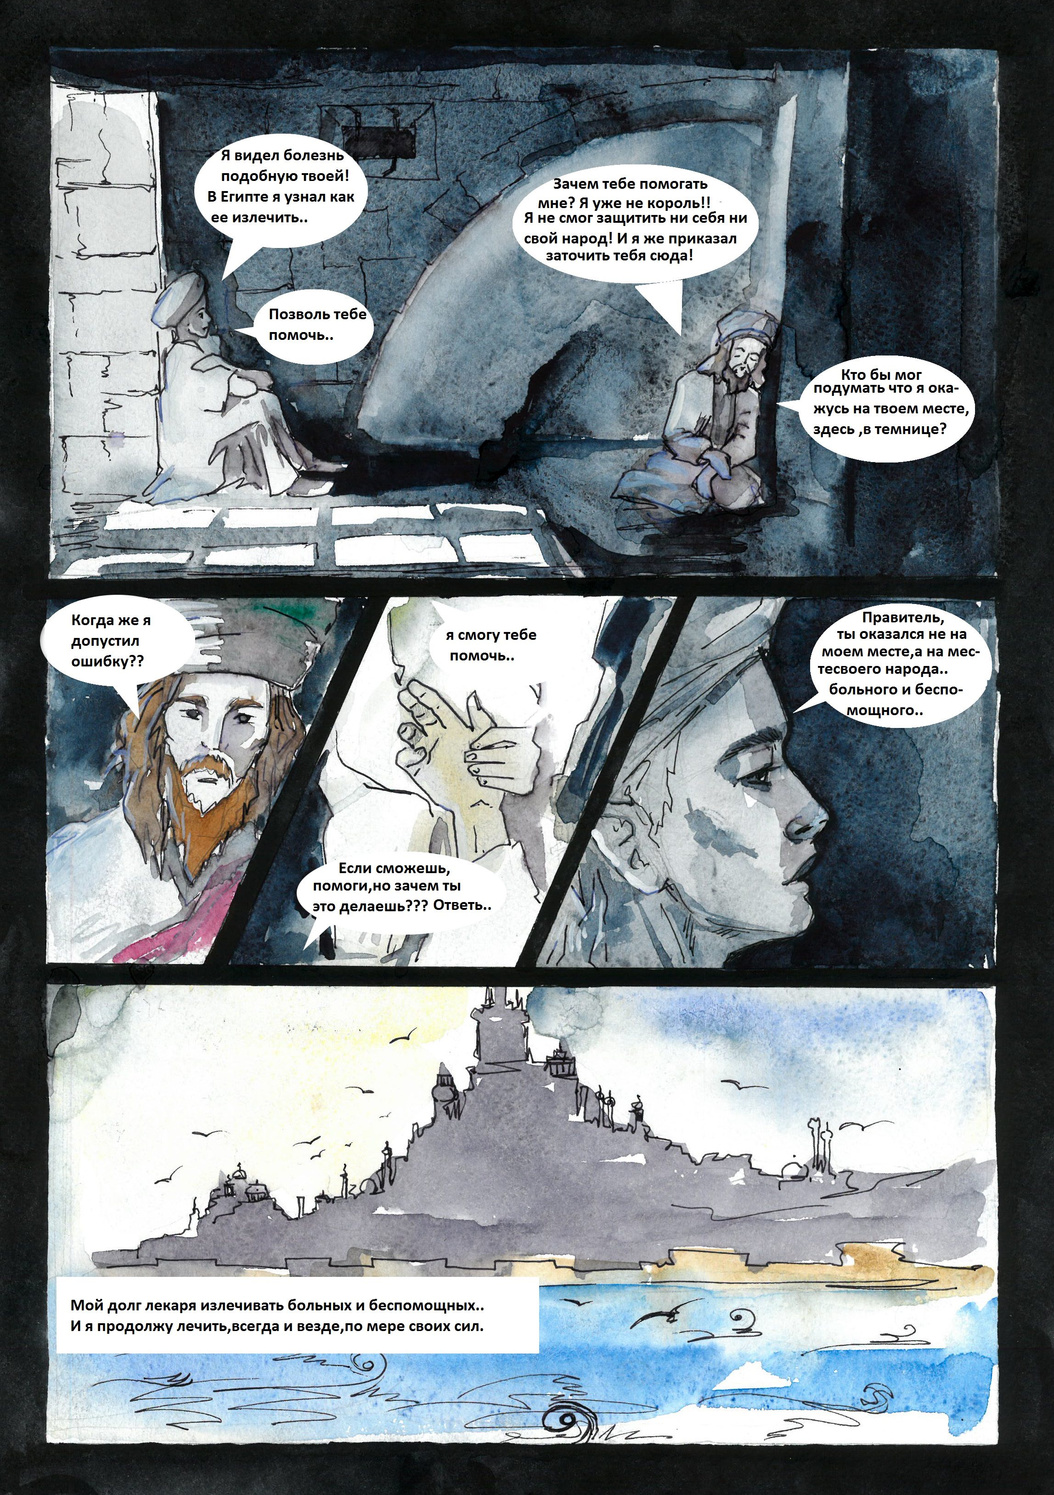 Я видел болезнь
подобную твоей!
В Египте я узнал как
ее излечить..
Позволь тебе
помочь..
Зачем тебе помогать
мне? Я уже не король!!
Я не смог защитить ни себя ни
свой народ! И я же приказал
заточить тебя сюда!
Кто бы мог
подумать что я ока-
жусь на твоем месте,
здесь ,в темнице?
Когда же я
допустил
ошибку??
я смогу тебе
помочь..
Если сможешь,
помоги,но зачем ты
это делаешь??? Ответь..
Правитель,
ты оказался не на
моем месте,а на мес-
тесвоего народа..
больного и беспо-
мощного..
Мой долг лекаря излечивать больных и беспомощных..
И я продолжу лечить,всегда и везде,по мере своих сил.